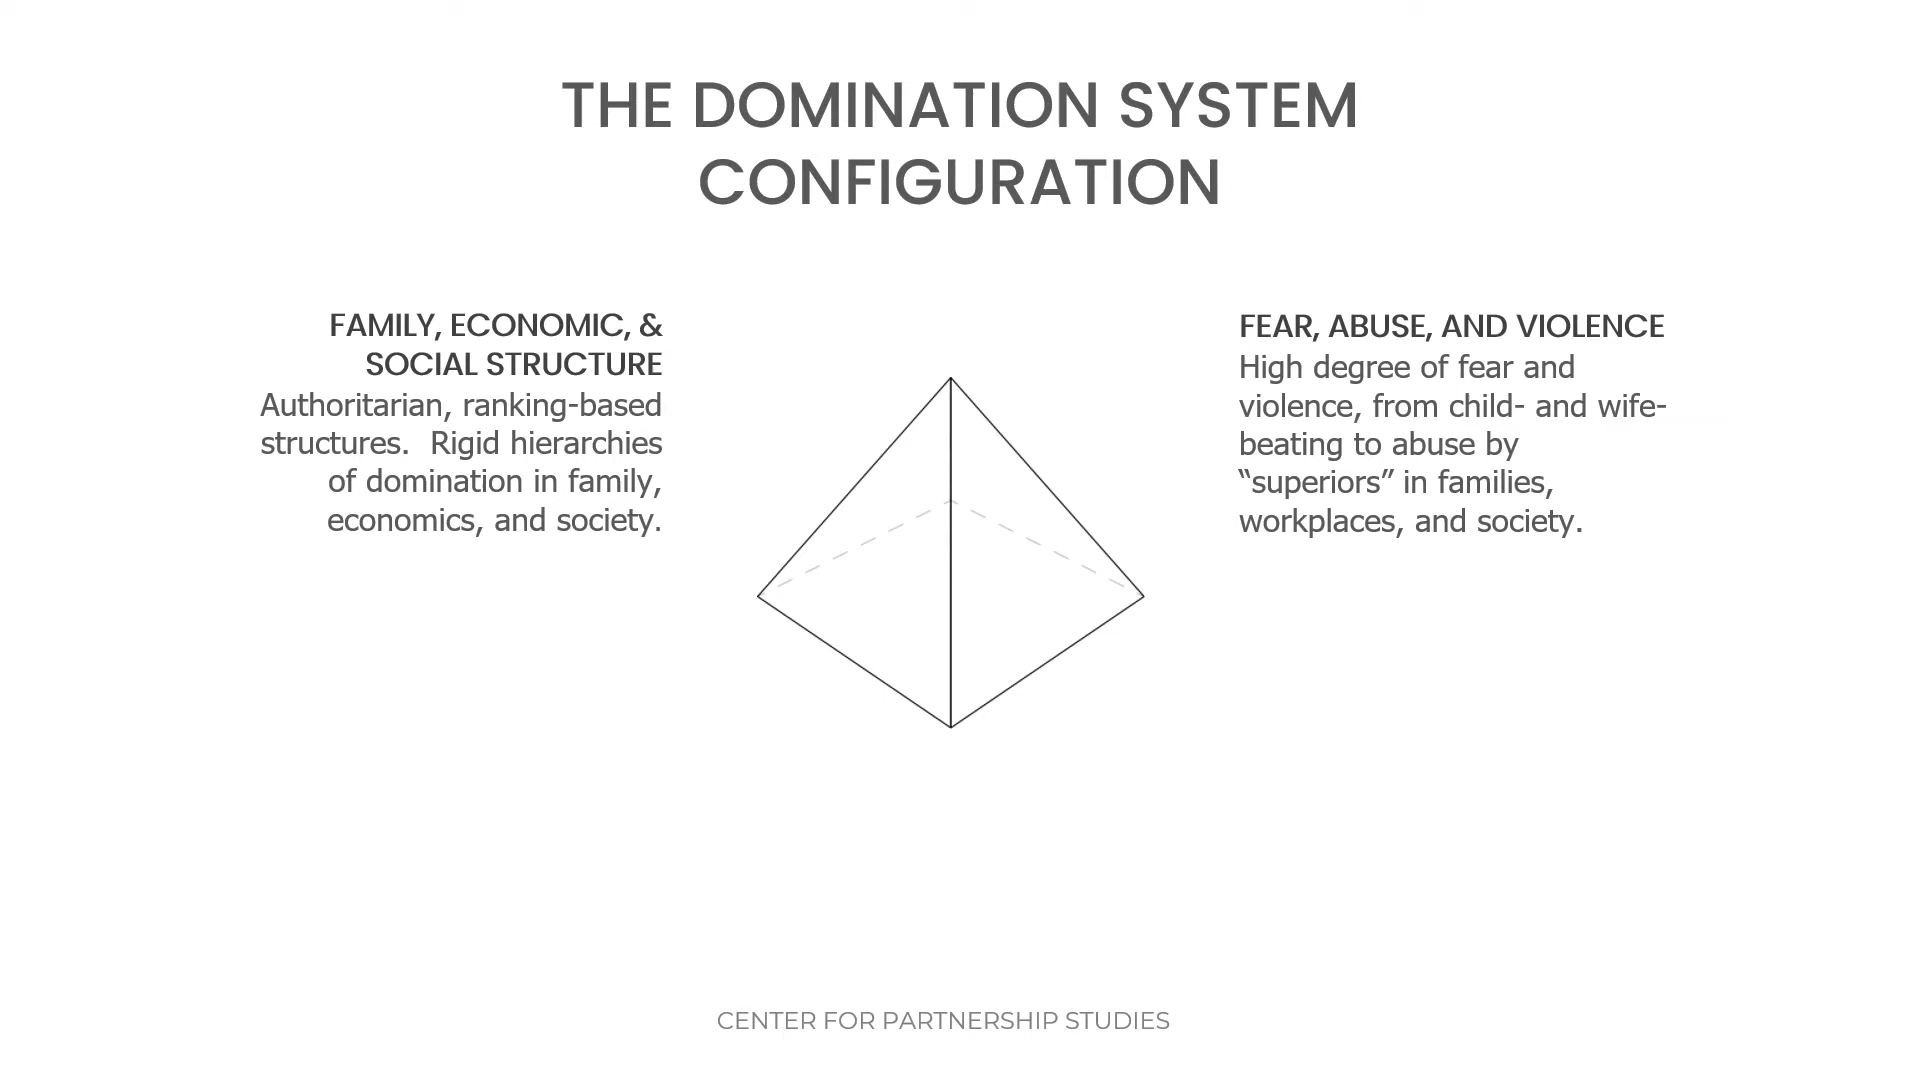 THE DOMINATION SYSTEM
CONFIGURATION
FAMILY, ECONOMIC, &
SOCIAL STRUCTURE
Authoritarian, ranking-based
structures.  Rigid hierarchies
of domination in family,
economics, and society.
FEAR, ABUSE, AND VIOLENCE
High degree of fear and
violence, from child- and wife-
beating to abuse by
“superiors” in families,
workplaces, and society.
CENTER FOR PARTNERSHIP STUDIES